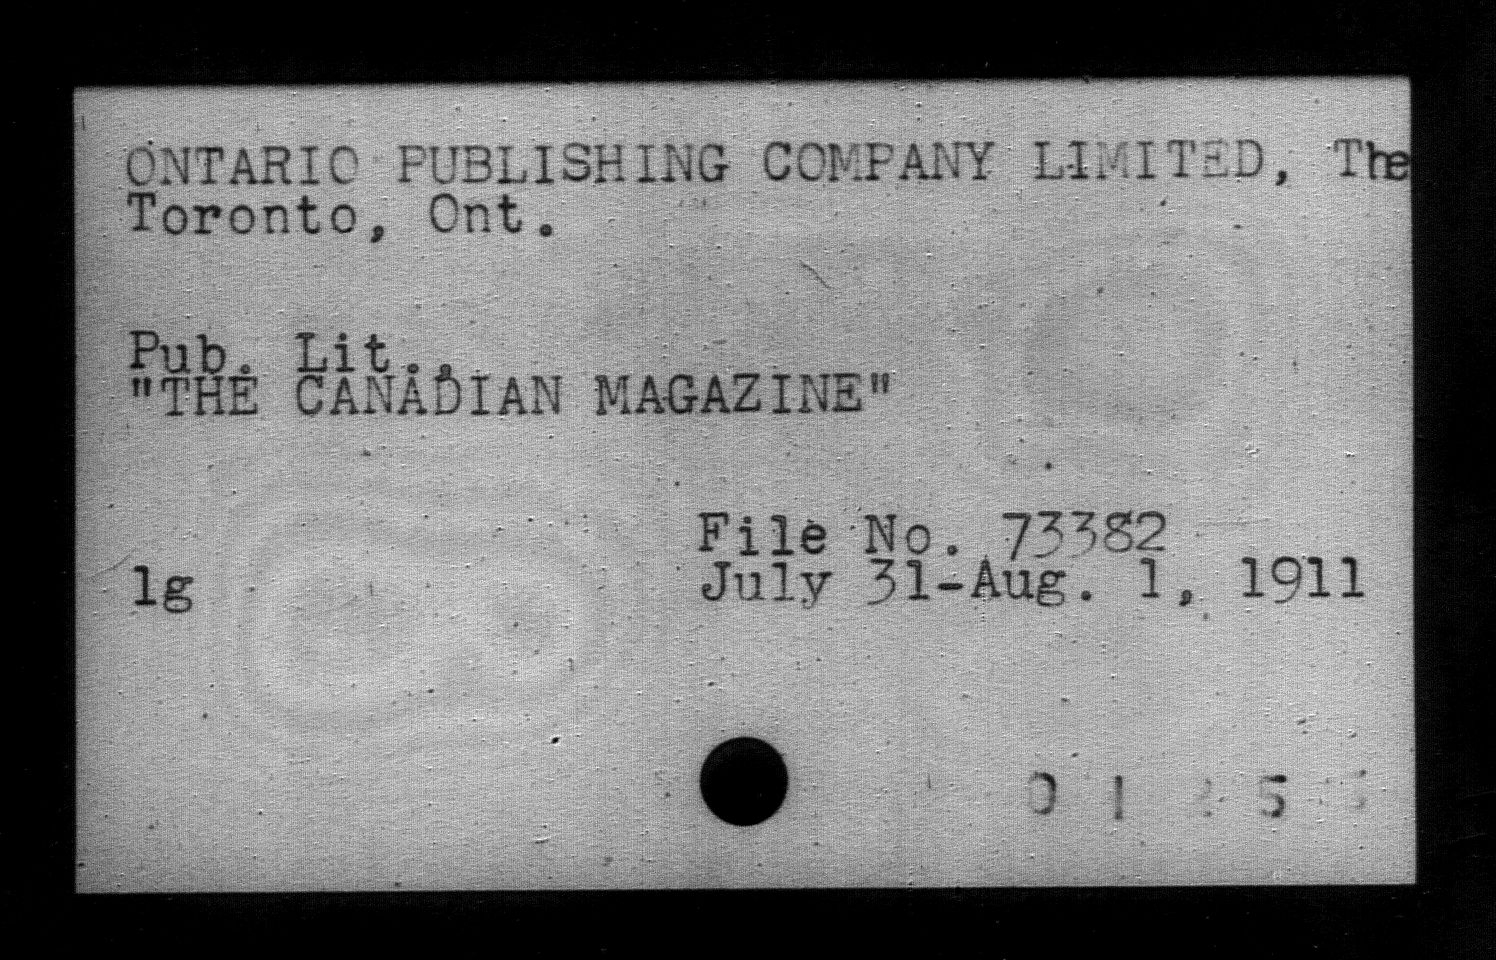 ONTARIO PUBLISHING COMPANY LIMITED, The
Toronto, Ont.
Pub. Lit..
"THE CANADIAN MAGAZINE"
File No. 73382
lg
July 31-Aug. 1, 1911